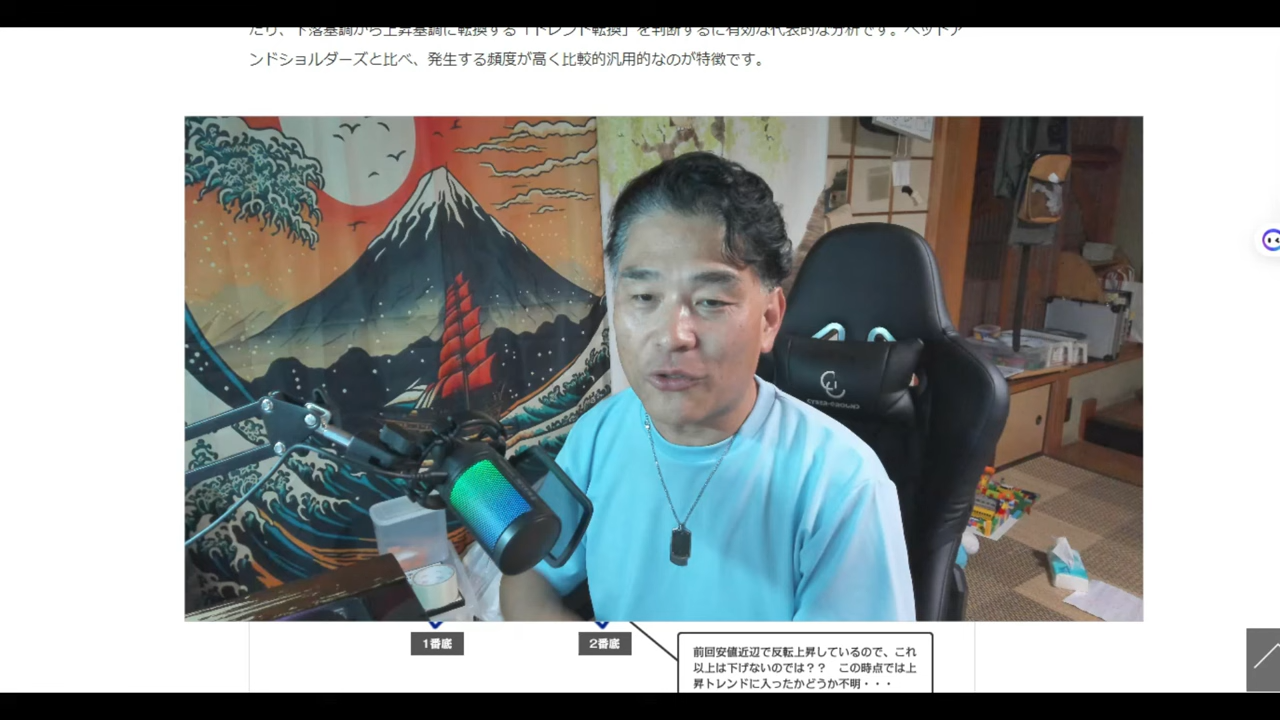 たり、下落基調から上昇基調に転換する「トレンド転換」を判断するに有効な代表的な分析です。ヘッドア
ンドショルダーズと比べ、発生する頻度が高く比較的汎用的なのが特徴です。
1番底
2番底
前回安値近辺で反転上昇しているので、これ
以上は下げないのでは？？　この時点では上
昇トレンドに入ったかどうか不明・・・